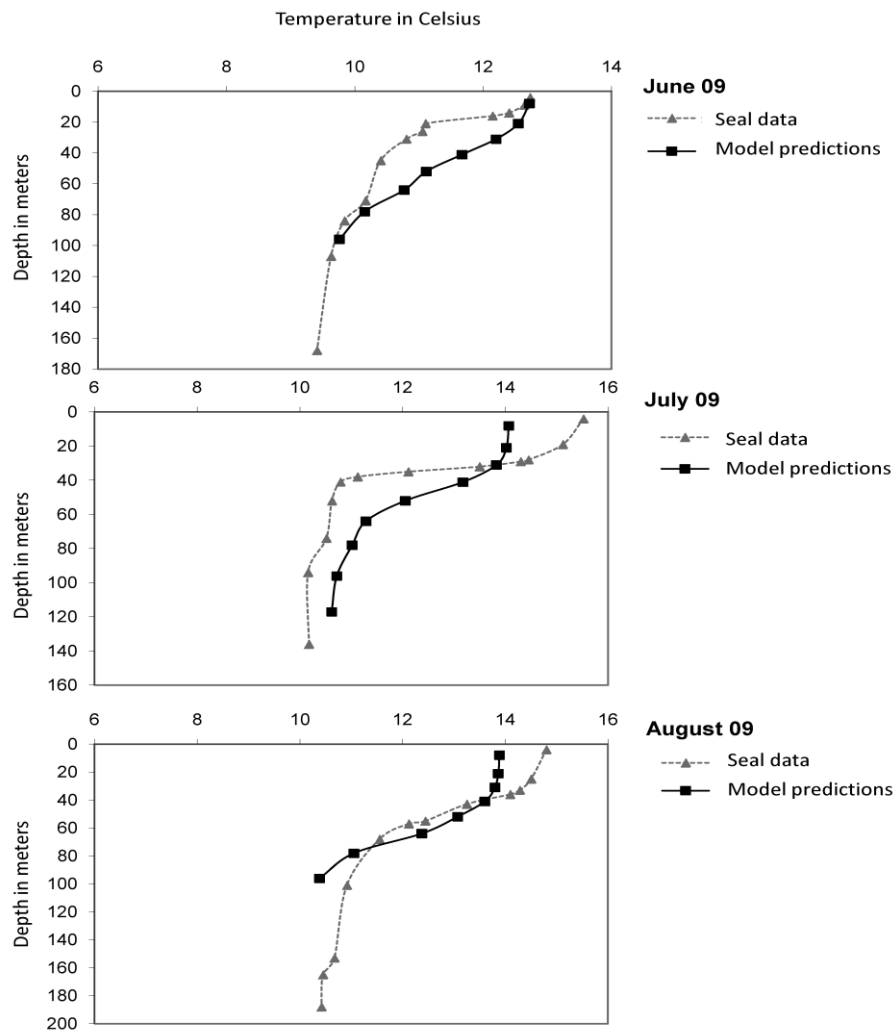 Temperature in Celsius
6 8 10 12 14
0
20
40
60
80
100
120
140
160
180
Depth in meters
June 09
Seal data
Model predictions
6 8 10 12 14 16
0
20
40
60
80
100
120
140
160
Depth in meters
July 09
Seal data
Model predictions
6 8 10 12 14 16
0
20
40
60
80
100
120
140
160
180
200
Depth in meters
August 09
Seal data
Model predictions